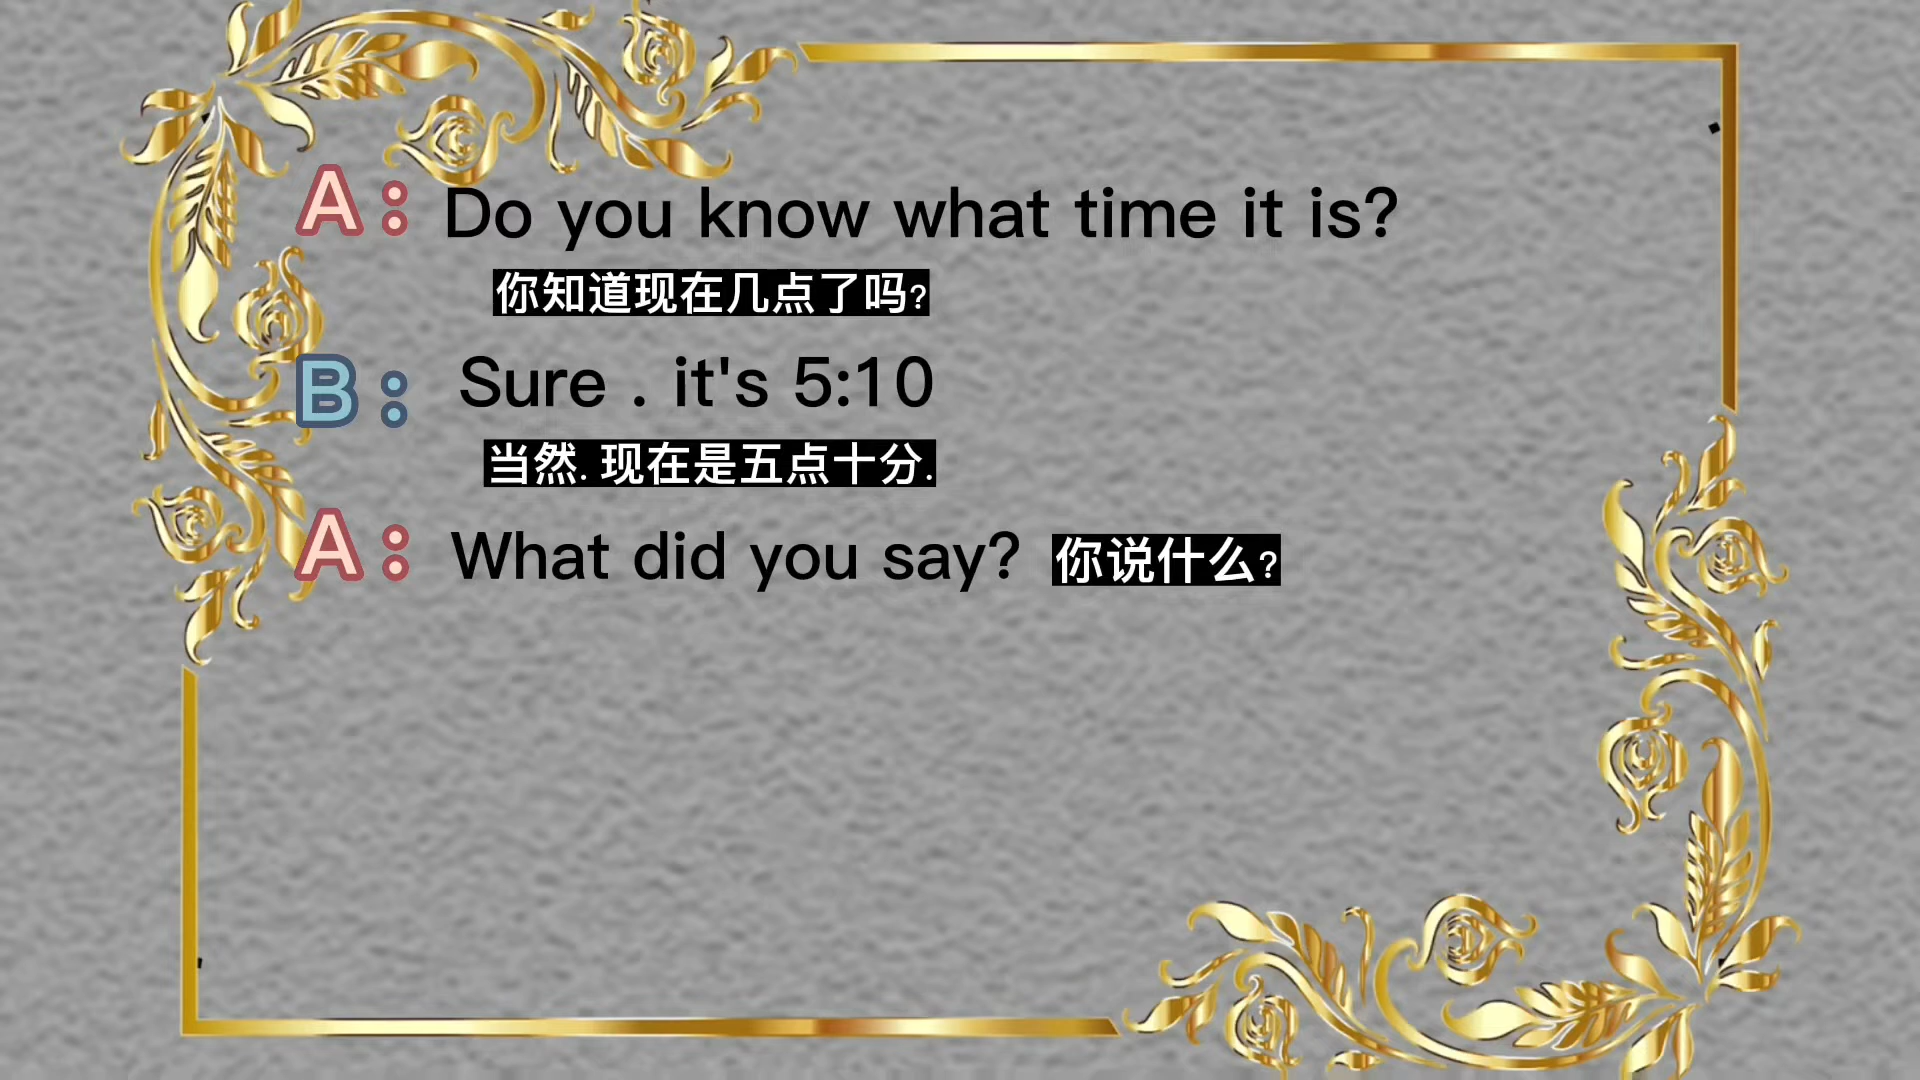 A： Do you know what time it is?
你知道现在几点了吗?
B： Sure . it's 5:10
当然. 现在是五点十分.
A： What did you say? 你说什么?